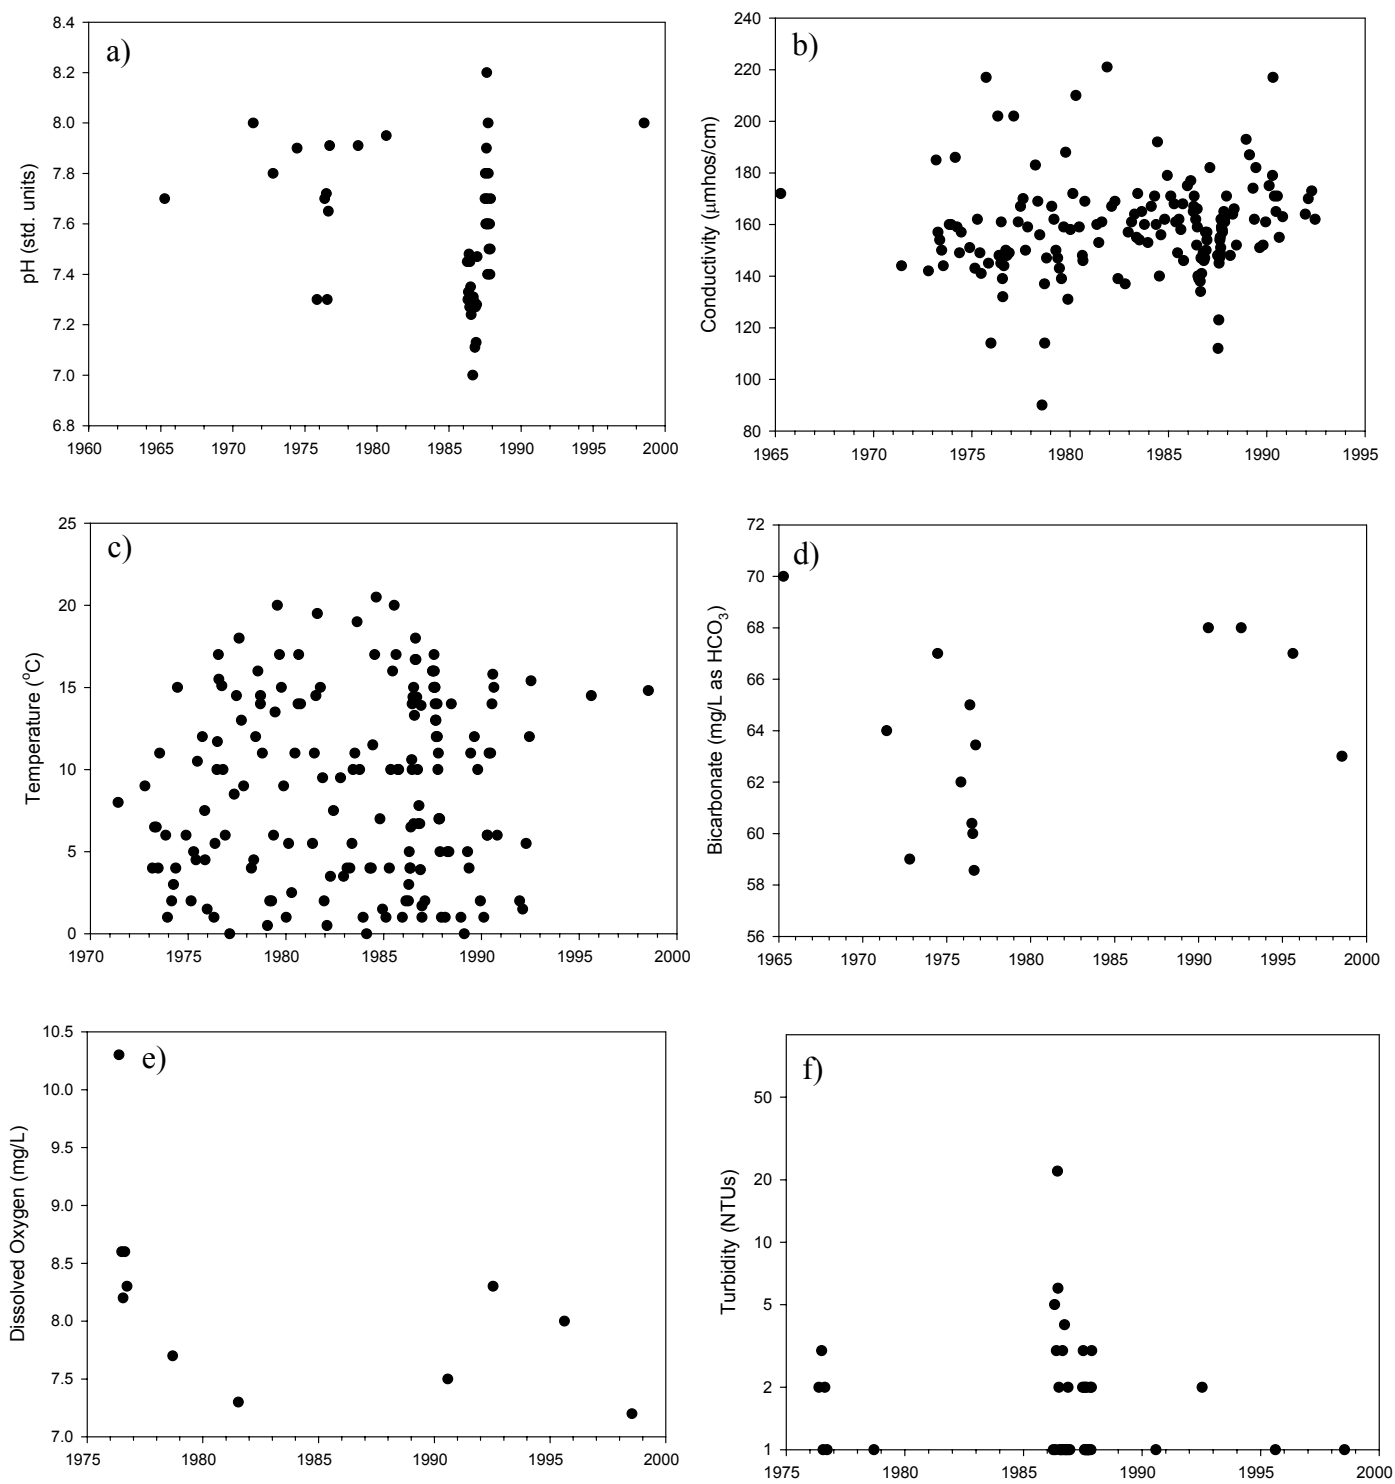 a)
8.4
8.2
8.0
7.8
7.6
7.4
7.2
7.0
6.8
pH (std. units)
1960 1965 1970 1975 1980 1985 1990 1995 2000
b)
240
220
200
180
160
140
120
100
80
Conductivity (µmhos/cm)
1965 1970 1975 1980 1985 1990 1995
c)
25
20
15
10
5
0
Temperature (°C)
1970 1975 1980 1985 1990 1995 2000
d)
72
70
68
66
64
62
60
58
56
Bicarbonate (mg/L as HCO₃)
1965 1970 1975 1980 1985 1990 1995 2000
e)
10.5
10.0
9.5
9.0
8.5
8.0
7.5
7.0
Dissolved Oxygen (mg/L)
1975 1980 1985 1990 1995 2000
f)
50
20
10
5
2
1
Turbidity (NTUs)
1975 1980 1985 1990 1995 2000